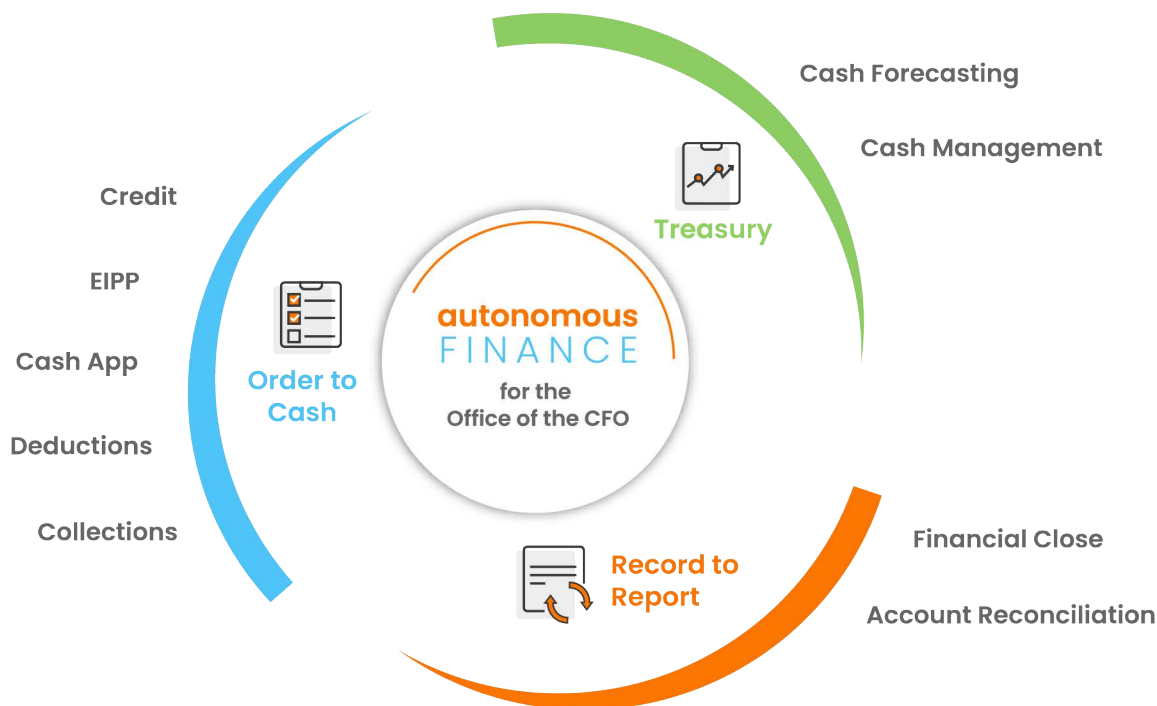 Cash Forecasting
Cash Management
Treasury
Credit
EIPP
Cash App
Deductions
Collections
Order to
Cash
autonomous
FINANCE
for the
Office of the CFO
Record to
Report
Financial Close
Account Reconciliation